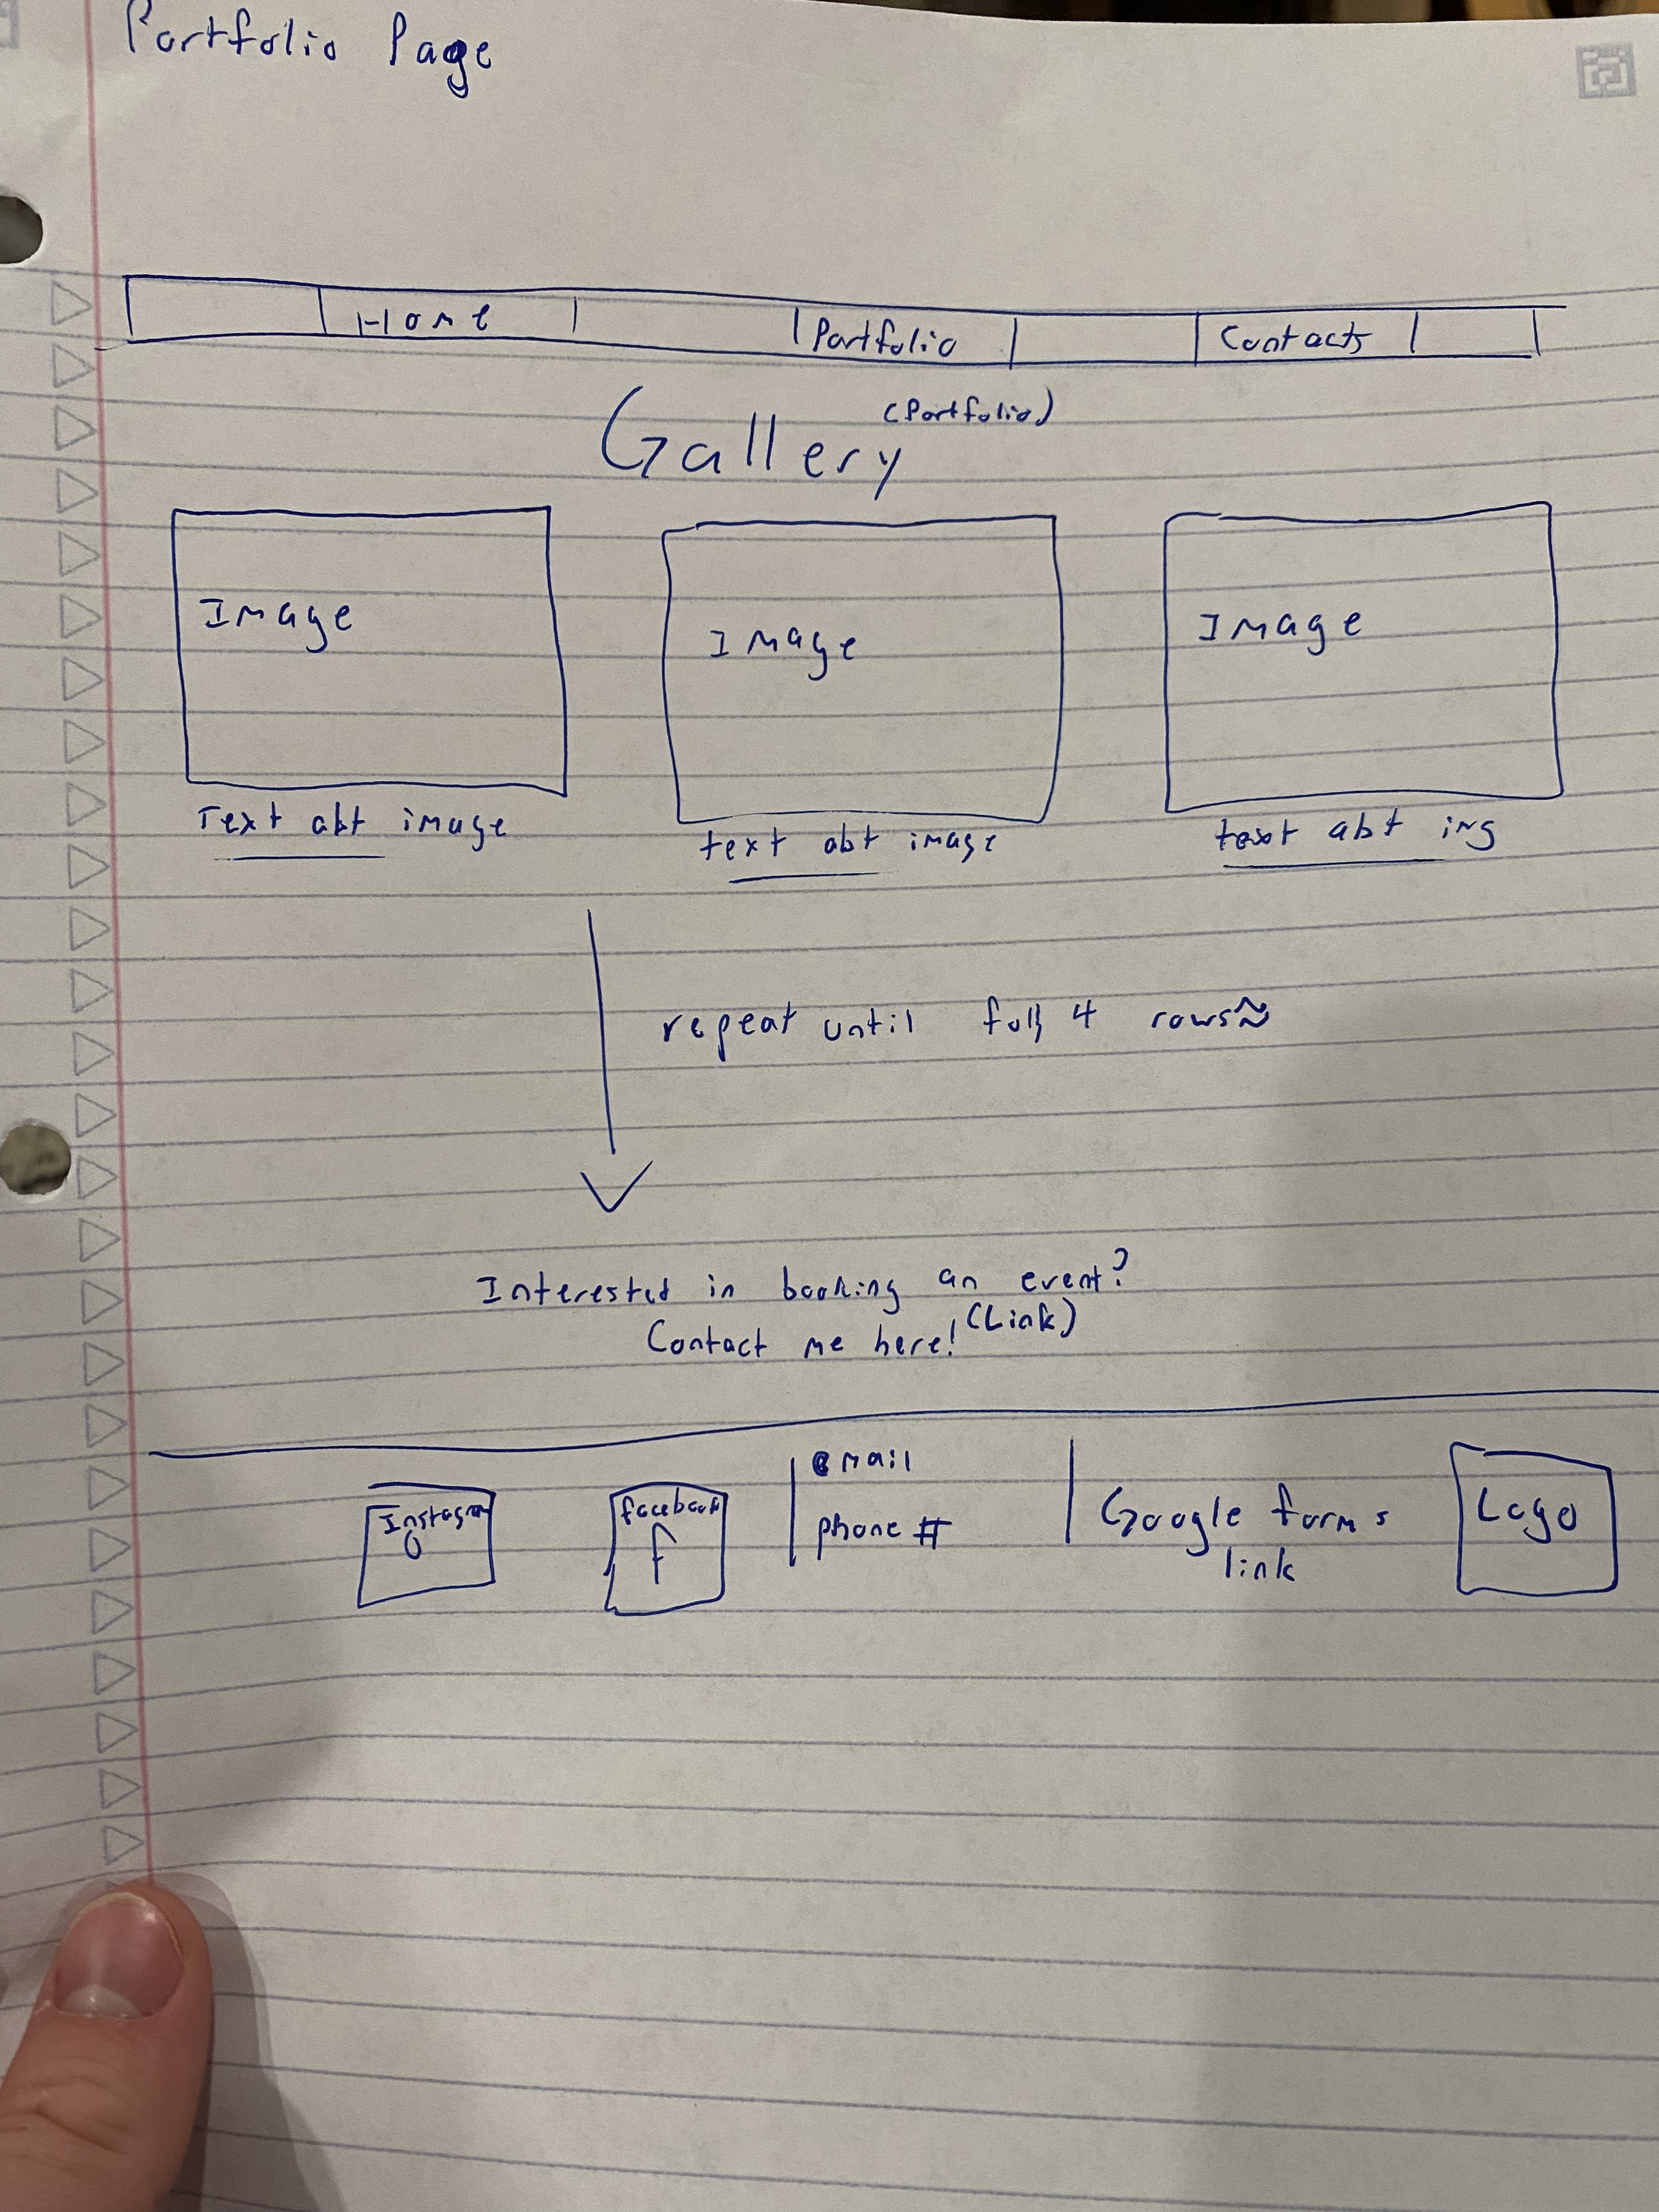 Portfolio Page
Home Portfolio Contacts
(Portfolio)
Gallery
Image Image Image
Text abt image text abt image text abt img
repeat until full 4 rows≈
Interested in booking an event?
Contact me here! (Link)
Instagram facebook
f
email
phone #
Google forms
link
Logo